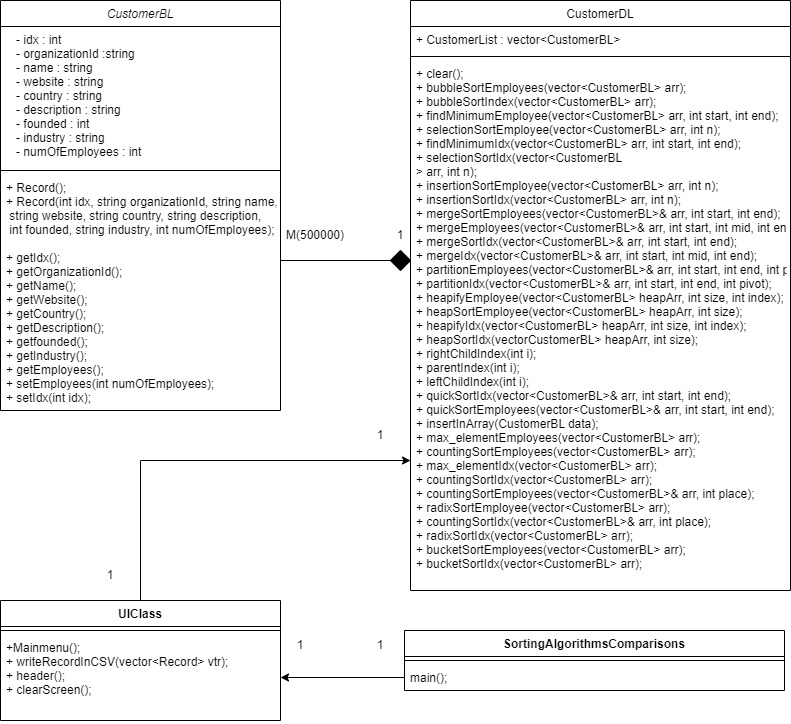 CustomerBL
- idx : int
- organizationId :string
- name : string
- website : string
- country : string
- description : string
- founded : int
- industry : string
- numOfEmployees : int
+ Record();
+ Record(int idx, string organizationId, string name,
string website, string country, string description,
int founded, string industry, int numOfEmployees);
+ getIdx();
+ getOrganizationId();
+ getName();
+ getWebsite();
+ getCountry();
+ getDescription();
+ getfounded();
+ getIndustry();
+ getEmployees();
+ setEmployees(int numOfEmployees);
+ setIdx(int idx);
M(500000)
1
CustomerDL
+ CustomerList : vector<CustomerBL>
+ clear();
+ bubbleSortEmployees(vector<CustomerBL> arr);
+ bubbleSortIndex(vector<CustomerBL> arr);
+ findMinimumEmployee(vector<CustomerBL> arr, int start, int end);
+ selectionSortEmployee(vector<CustomerBL> arr, int n);
+ findMinimumIdx(vector<CustomerBL> arr, int start, int end);
+ selectionSortIdx(vector<CustomerBL
> arr, int n);
+ insertionSortEmployee(vector<CustomerBL> arr, int n);
+ insertionSortIdx(vector<CustomerBL> arr, int n);
+ mergeSortEmployees(vector<CustomerBL>& arr, int start, int end);
+ mergeEmployees(vector<CustomerBL>& arr, int start, int mid, int en
+ mergeSortIdx(vector<CustomerBL>& arr, int start, int end);
+ mergeIdx(vector<CustomerBL>& arr, int start, int mid, int end);
+ partitionEmployees(vector<CustomerBL>& arr, int start, int end, int p
+ partitionIdx(vector<CustomerBL>& arr, int start, int end, int pivot);
+ heapifyEmployee(vector<CustomerBL> heapArr, int size, int index);
+ heapSortEmployee(vector CustomerBL> heapArr, int size);
+ heapifyIdx(vector<CustomerBL> heapArr, int size, int index);
+ heapSortIdx(vectorCustomerBL> heapArr, int size);
+ rightChildIndex(int i);
+ parentIndex(int i);
+ leftChildIndex(int i);
+ quickSortIdx(vector<CustomerBL>& arr, int start, int end);
+ quickSortEmployees(vector<CustomerBL>& arr, int start, int end);
+ insertInArray(CustomerBL data);
+ max_elementEmployees(vector<CustomerBL> arr);
+ countingSortEmployees(vector<CustomerBL> arr);
+ max_elementIdx(vector<CustomerBL> arr);
+ countingSortIdx(vector<CustomerBL> arr);
+ countingSortEmployees(vector<CustomerBL>& arr, int place);
+ radixSortEmployee(vector<CustomerBL> arr);
+ countingSortIdx(vector<CustomerBL>& arr, int place);
+ radixSortIdx(vector<CustomerBL> arr);
+ bucketSortEmployees(vector<CustomerBL> arr);
+ bucketSortIdx(vector<CustomerBL> arr);
1
1
UIClass
+Mainmenu();
+ writeRecordInCSV(vector<Record> vtr);
+ header();
+ clearScreen();
1
1
SortingAlgorithmsComparisons
main();